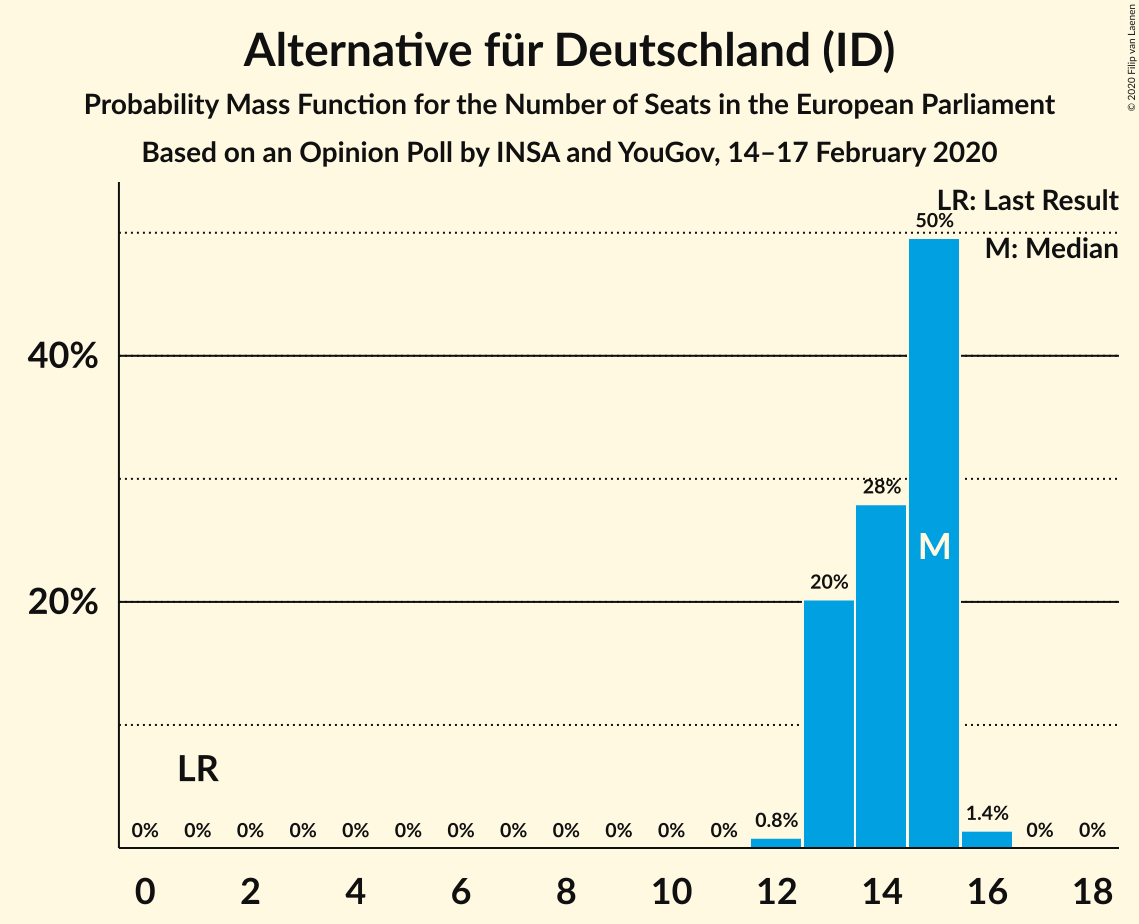 Alternative für Deutschland (ID)
Probability Mass Function for the Number of Seats in the European Parliament
Based on an Opinion Poll by INSA and YouGov, 14–17 February 2020
© 2020 Filip van Laenen
LR: Last Result
M: Median
50%
40%
28%
M
20%
20%
LR
0% 0% 0% 0% 0% 0% 0% 0% 0% 0% 0% 0% 0.8% 1.4% 0% 0%
0 2 4 6 8 10 12 14 16 18